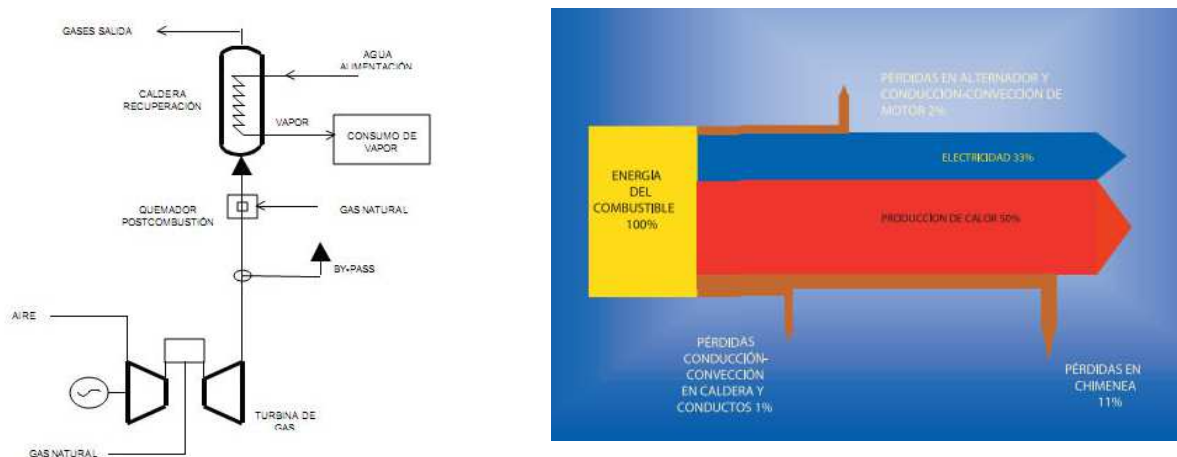 GASES SALIDA
AGUA
ALIMENTACIÓN
CALDERA
RECUPERACIÓN
VAPOR
CONSUMO DE
VAPOR
QUEMADOR
POSTCOMBUSTIÓN
GAS NATURAL
BY-PASS
AIRE
TURBINA DE
GAS
GAS NATURAL
PÉRDIDAS EN ALTERNADOR Y
CONDUCCION-CONVECCIÓN DE
MOTOR 2%
ELECTRICIDAD 33%
ENERGÍA
DEL
COMBUSTIBLE
100%
PRODUCCION DE CALOR 50%
PÉRDIDAS
CONDUCCIÓN-
CONVECCIÓN
EN CALDERA Y
CONDUCTOS 1%
PÉRDIDAS EN
CHIMENEA
11%